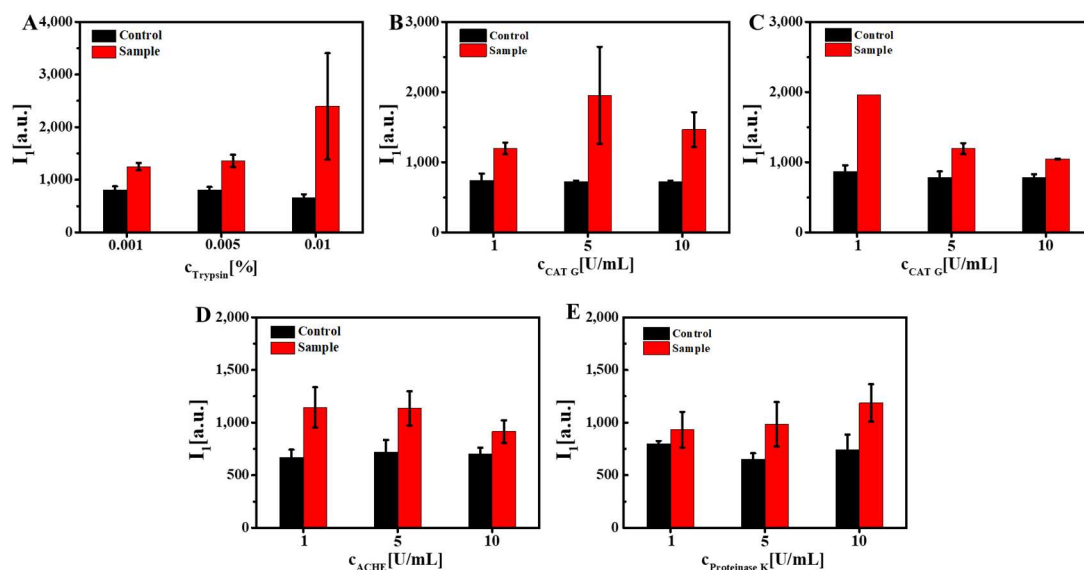 A
4,000
3,000
2,000
1,000
0
I1[a.u.]
Control
Sample
0.001 0.005 0.01
cTrypsin[%]
B
3,000
2,000
1,000
0
I1[a.u.]
Control
Sample
1 5 10
cCAT G[U/mL]
C
3,000
2,000
1,000
0
I1[a.u.]
Control
Sample
1 5 10
cCAT G[U/mL]
D
2,000
1,500
1,000
500
0
I1[a.u.]
Control
Sample
1 5 10
cACHE[U/mL]
E
2,000
1,500
1,000
500
0
I1[a.u.]
Control
Sample
1 5 10
cProteinase K[U/mL]